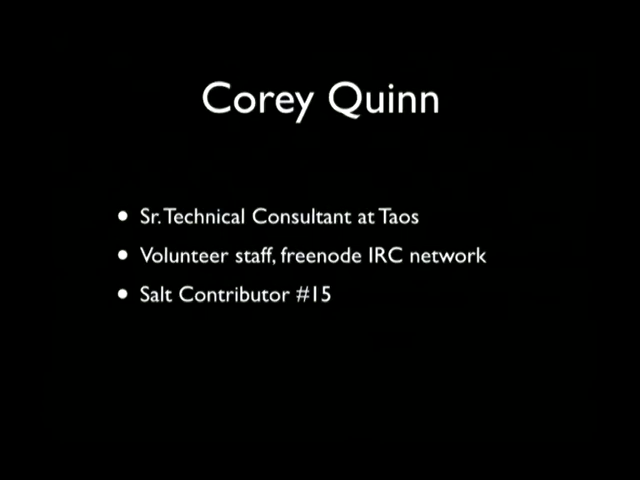 Corey Quinn
• Sr. Technical Consultant at Taos
• Volunteer staff, freenode IRC network
• Salt Contributor #15